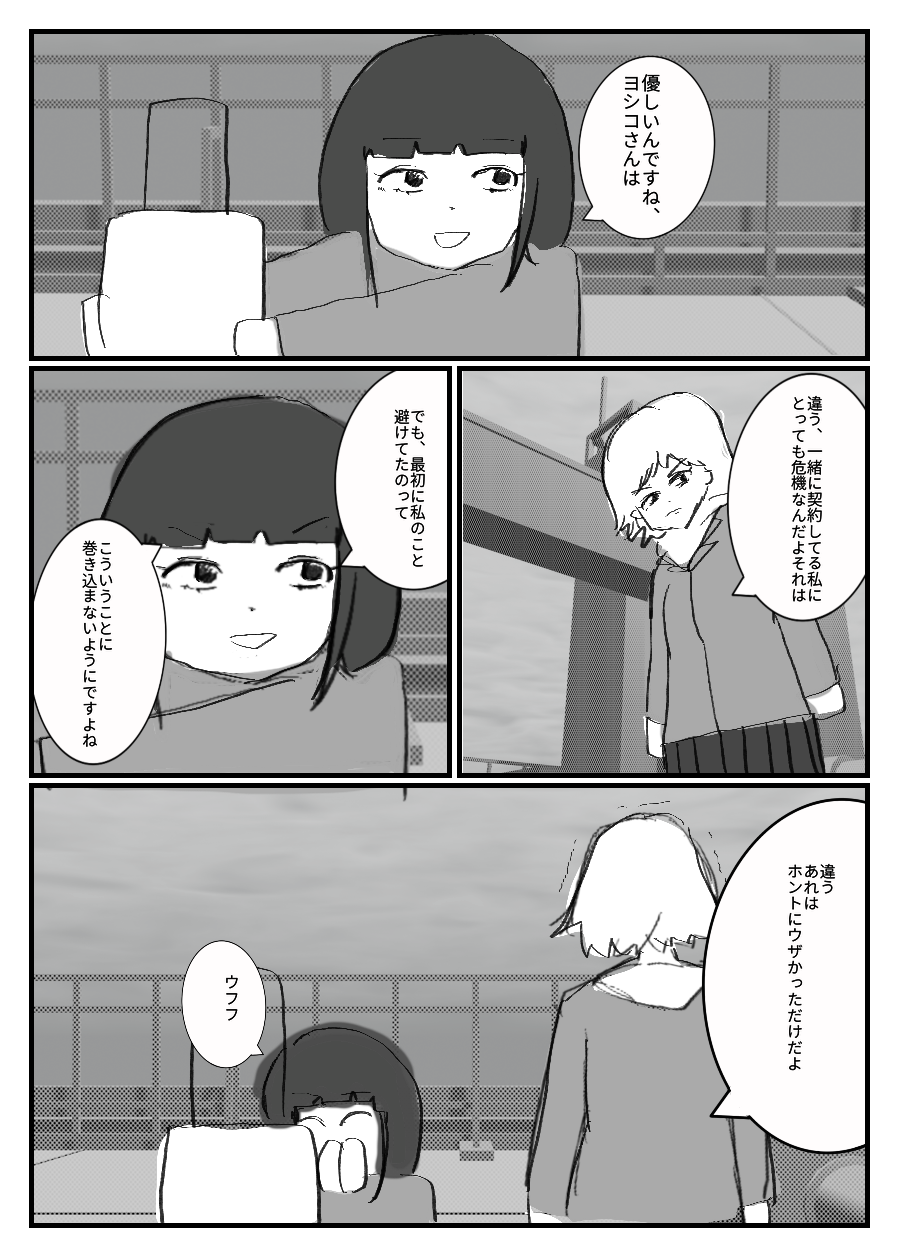 優しいんですね、
ヨシコさんは
違う、一緒に契約してる私に
とっても危機なんだよそれは
でも、最初に私のこと
避けてたのって
こういうことに
巻き込まないようにですよね
違う
あれは
ホントにウザかっただけだよ
ウフフ